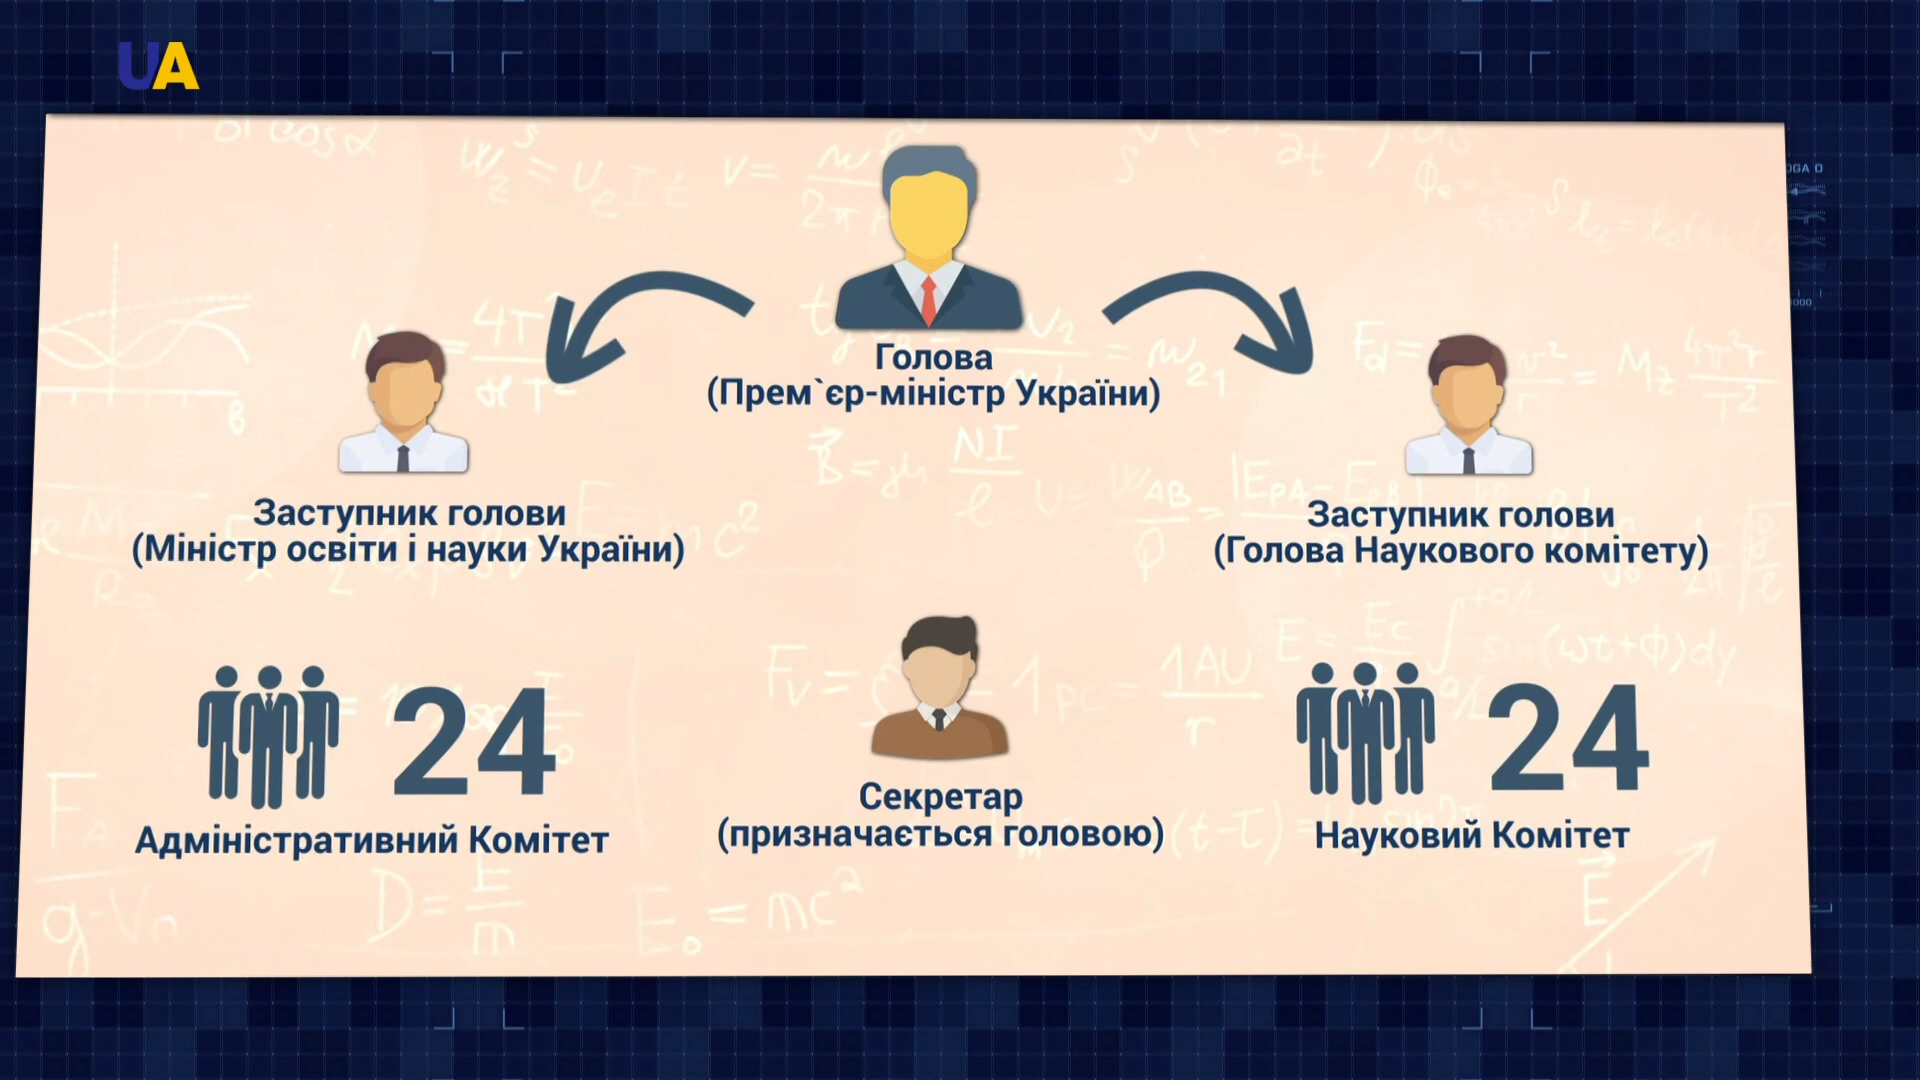 UA
Голова
(Прем`єр-міністр України)
Заступник голови
(Міністр освіти і науки України)
Заступник голови
(Голова Наукового комітету)
24
Адміністративний Комітет
Секретар
(призначається головою)
24
Науковий Комітет